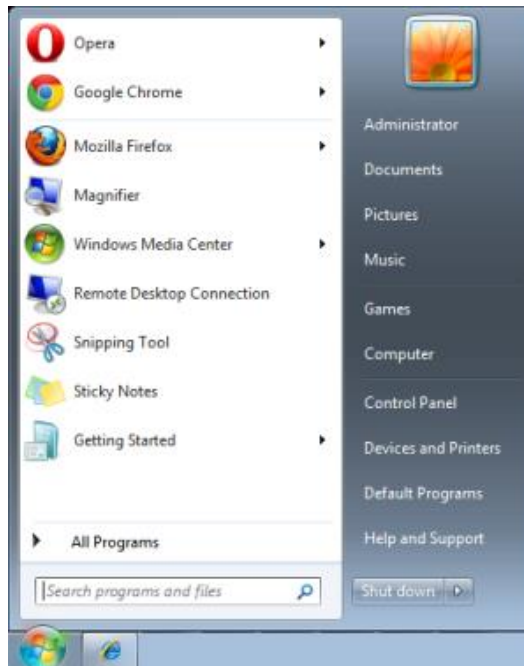 Opera
Google Chrome
Mozilla Firefox
Magnifier
Windows Media Center
Remote Desktop Connection
Snipping Tool
Sticky Notes
Getting Started
All Programs
Search programs and files
Administrator
Documents
Pictures
Music
Games
Computer
Control Panel
Devices and Printers
Default Programs
Help and Support
Shut down